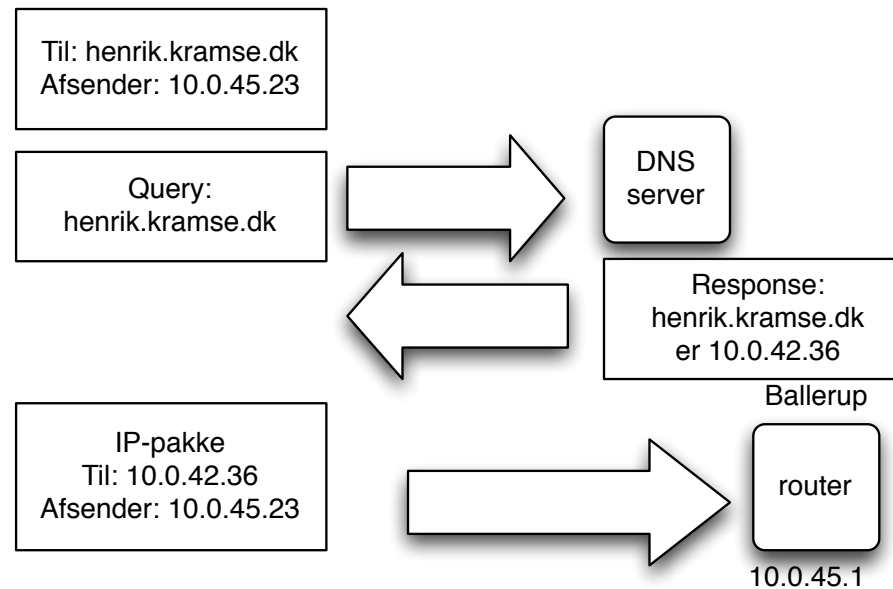 Til: henrik.kramse.dk
Afsender: 10.0.45.23
Query:
henrik.kramse.dk
DNS
server
Response:
henrik.kramse.dk
er 10.0.42.36
Ballerup
IP-pakke
Til: 10.0.42.36
Afsender: 10.0.45.23
router
10.0.45.1